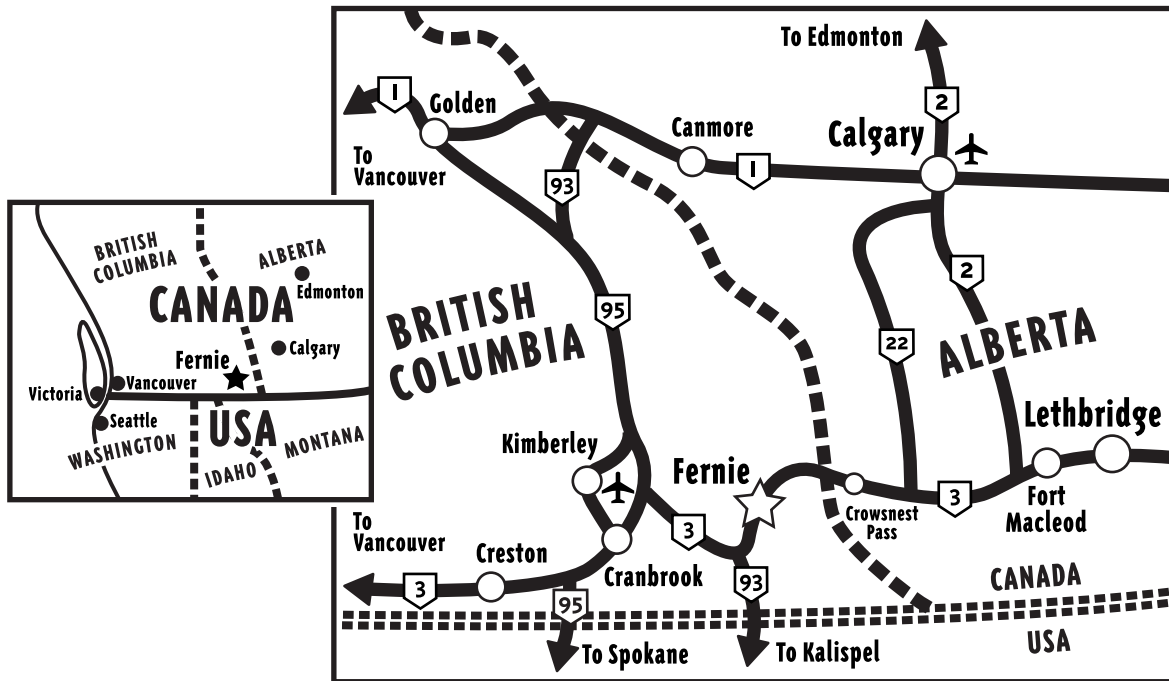 To Edmonton
1
Golden
2
Canmore
Calgary
To
Vancouver
1
93
BRITISH
COLUMBIA
ALBERTA
Edmonton
CANADA
Calgary
Fernie
Vancouver
Victoria
Seattle
USA
WASHINGTON
MONTANA
IDAHO
2
95
BRITISH
COLUMBIA
22
ALBERTA
Lethbridge
Kimberley
Fernie
Crowsnest
Pass
3
Fort
Macleod
To
Vancouver
3
Creston
Cranbrook
3
93
95
CANADA
USA
To Spokane
To Kalispel